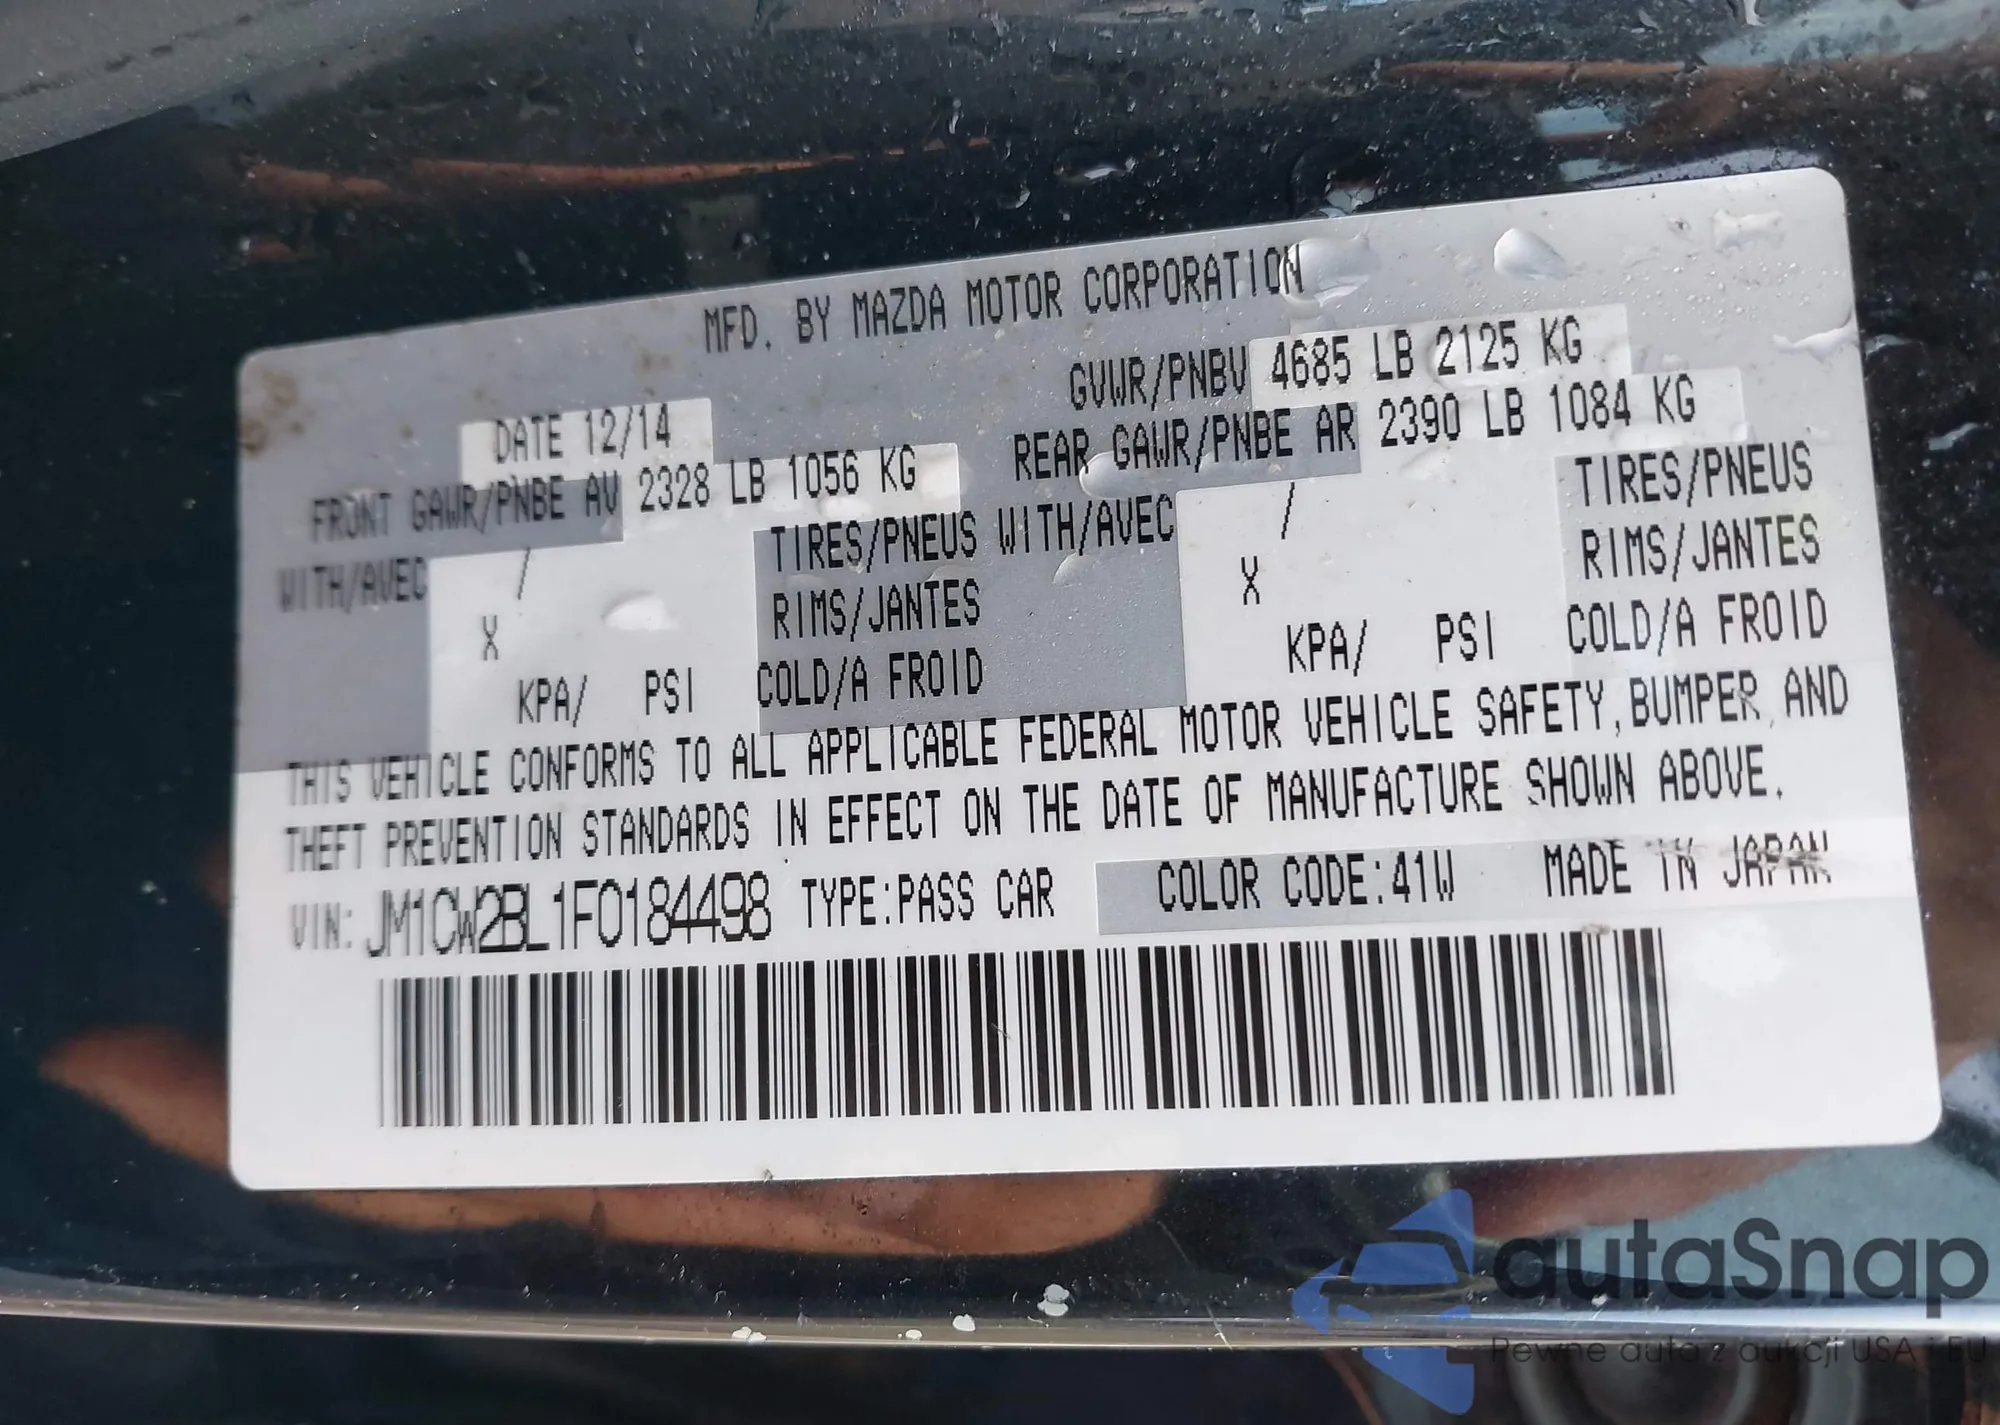 MFD. BY MAZDA MOTOR CORPORATION
GVWR/PNBV 4685 LB 2125 KG
DATE 12/14
REAR GAWR/PNBE AR 2390 LB 1084 KG
FRONT GAWR/PNBE AV 2328 LB 1056 KG
WITH/AVEC / TIRES/PNEUS WITH/AVEC / TIRES/PNEUS
X RIMS/JANTES X RIMS/JANTES
KPA/ PSI COLD/A FROID KPA/ PSI COLD/A FROID
THIS VEHICLE CONFORMS TO ALL APPLICABLE FEDERAL MOTOR VEHICLE SAFETY, BUMPER, AND
THEFT PREVENTION STANDARDS IN EFFECT ON THE DATE OF MANUFACTURE SHOWN ABOVE.
VIN: JM1CW2BL1F0184498 TYPE:PASS CAR COLOR CODE:41W MADE IN JAPAN
autaSnap
Pewne auta z aukcji USA i EU